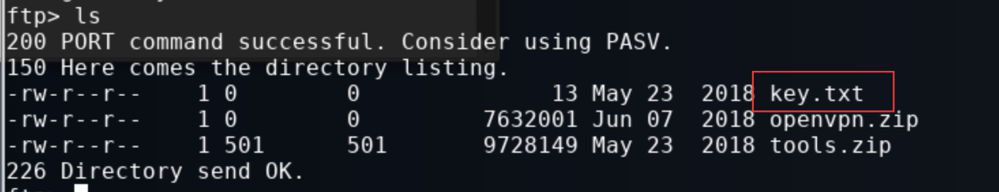 ftp> ls
200 PORT command successful. Consider using PASV.
150 Here comes the directory listing.
-rw-r--r--    1 0        0              13 May 23  2018 key.txt
-rw-r--r--    1 0        0         7632001 Jun 07  2018 openvpn.zip
-rw-r--r--    1 501      501       9728149 May 23  2018 tools.zip
226 Directory send OK.